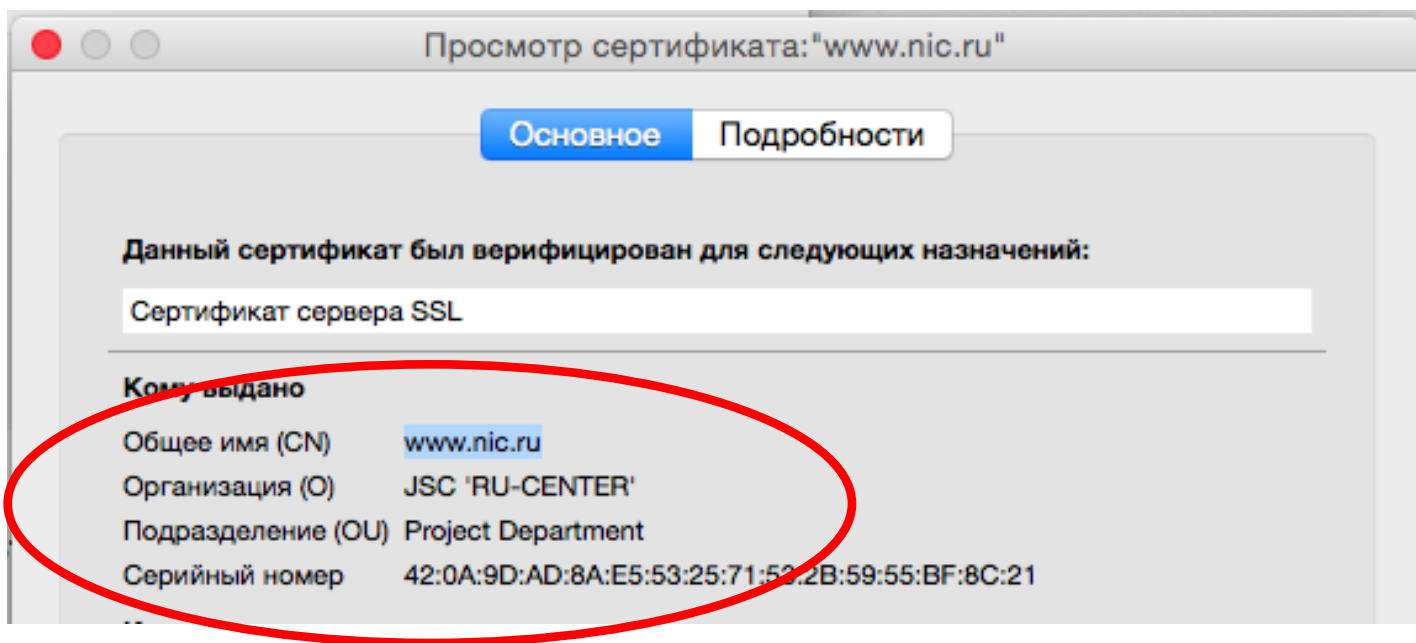 Просмотр сертификата:"www.nic.ru"
Основное Подробности
Данный сертификат был верифицирован для следующих назначений:
Сертификат сервера SSL
Кому выдано
Общее имя (CN) www.nic.ru
Организация (O) JSC 'RU-CENTER'
Подразделение (OU) Project Department
Серийный номер 42:0A:9D:AD:8A:E5:53:25:71:53:2B:59:55:BF:8C:21